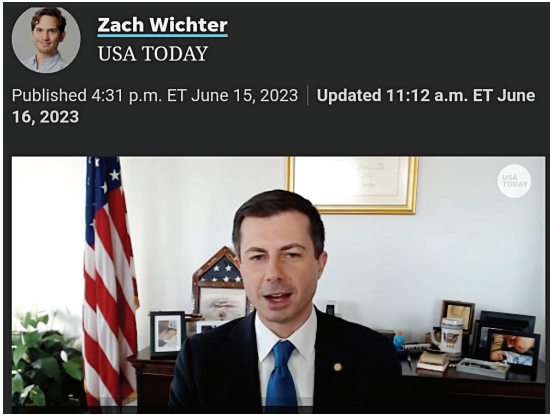 Zach Wichter
USA TODAY
Published 4:31 p.m. ET June 15, 2023 | Updated 11:12 a.m. ET June
16, 2023
USA
TODAY